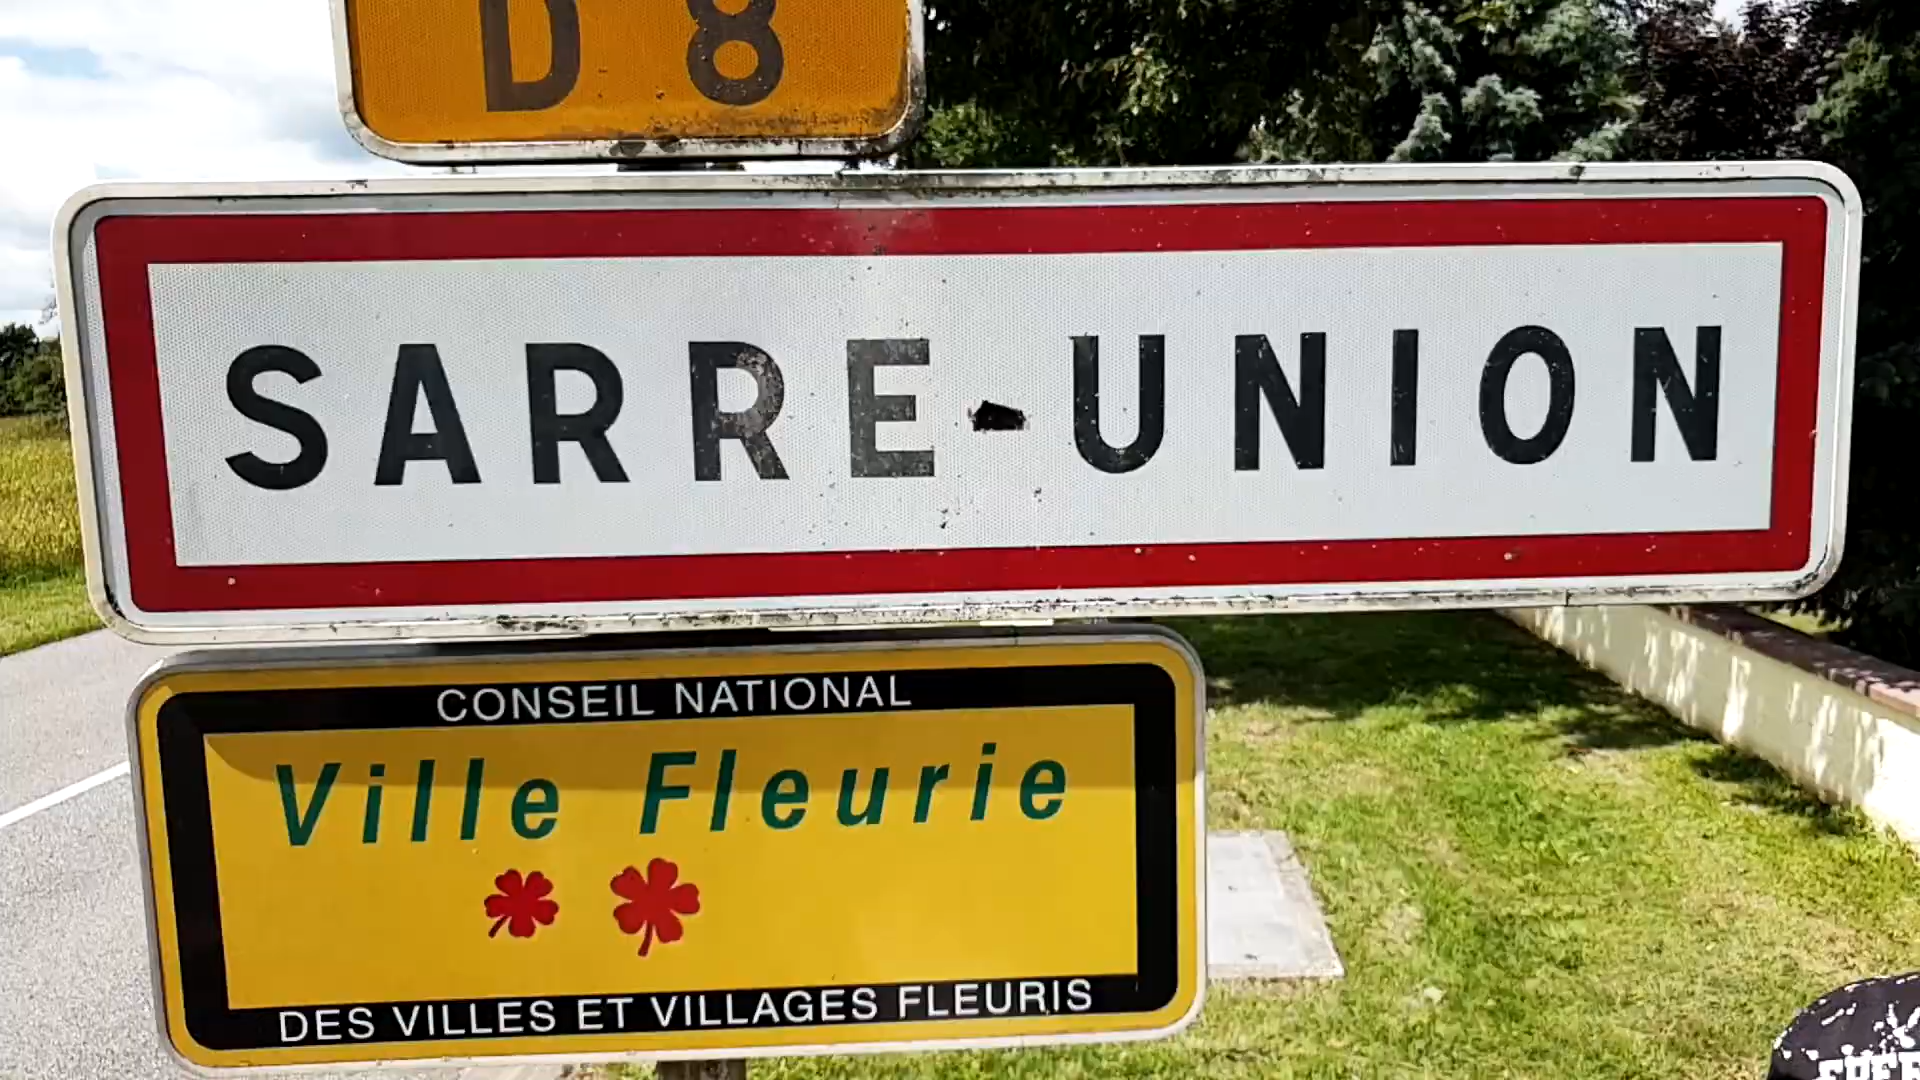 D 8
SARRE-UNION
CONSEIL NATIONAL
Ville Fleurie
DES VILLES ET VILLAGES FLEURIS